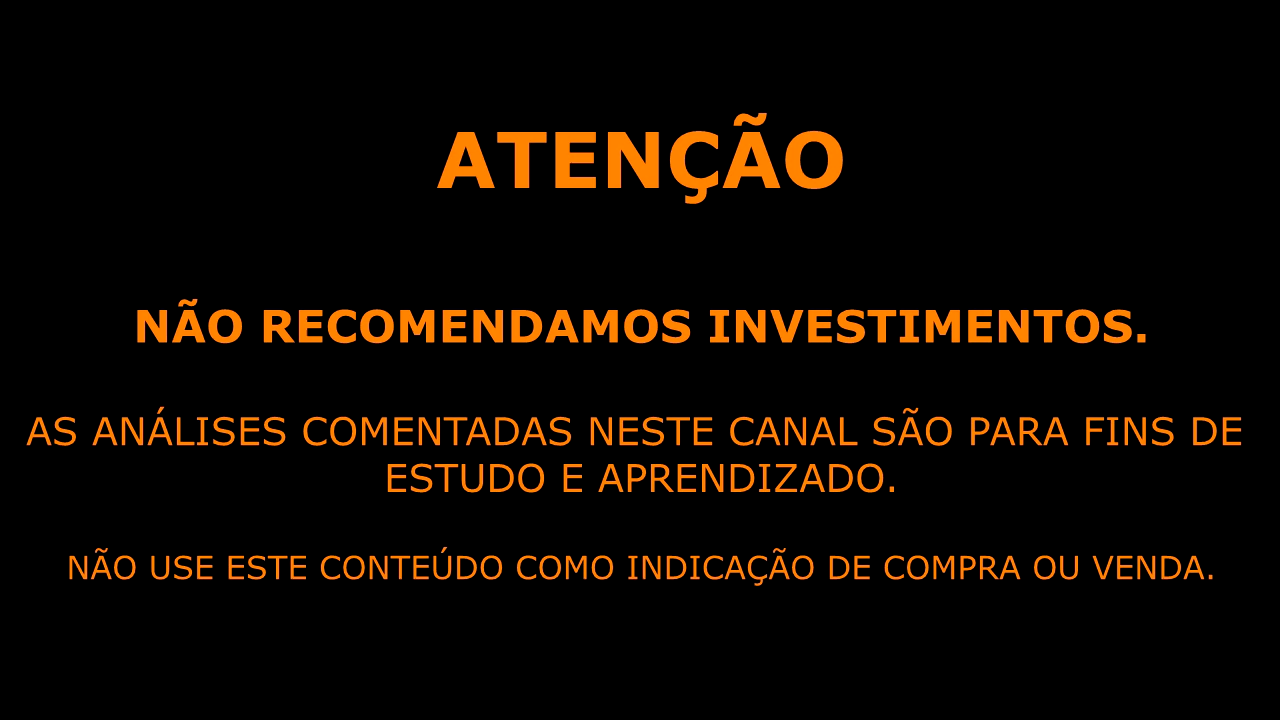 ATENÇÃO
NÃO RECOMENDAMOS INVESTIMENTOS.
AS ANÁLISES COMENTADAS NESTE CANAL SÃO PARA FINS DE
ESTUDO E APRENDIZADO.
NÃO USE ESTE CONTEÚDO COMO INDICAÇÃO DE COMPRA OU VENDA.